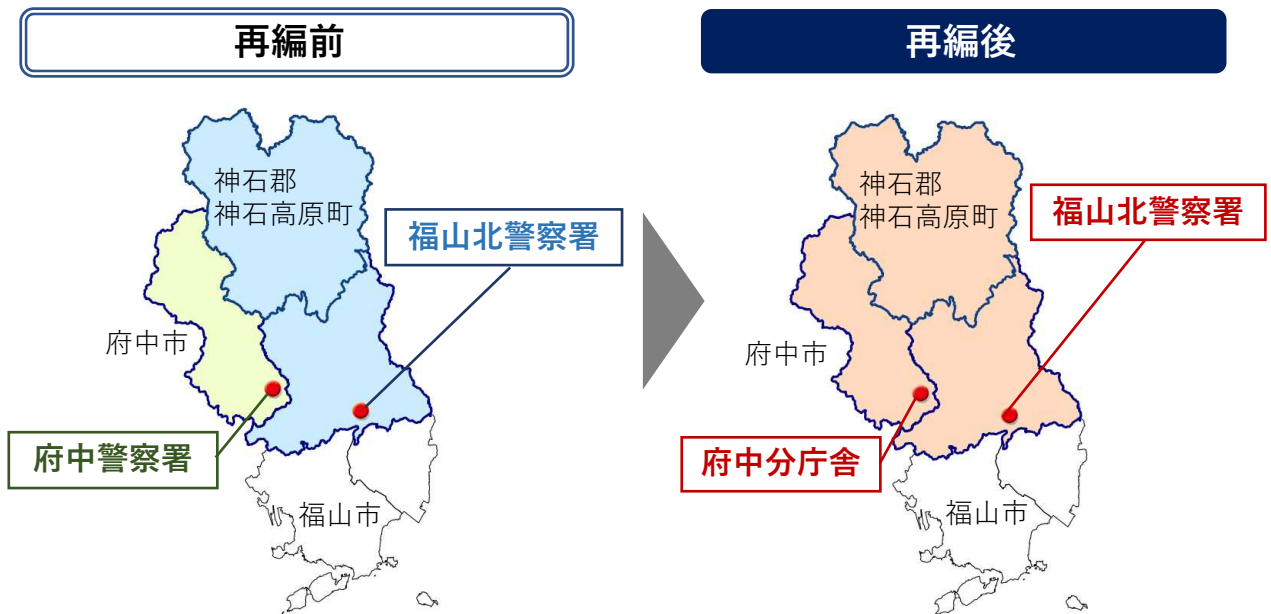 再編前
神石郡
神石高原町
福山北警察署
府中市
府中警察署
福山市
再編後
神石郡
神石高原町
福山北警察署
府中市
府中分庁舎
福山市